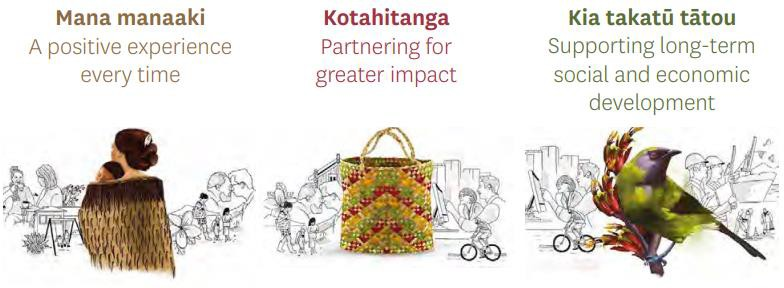 Mana manaaki
A positive experience
every time
Kotahitanga
Partnering for
greater impact
Kia takatū tātou
Supporting long-term
social and economic
development